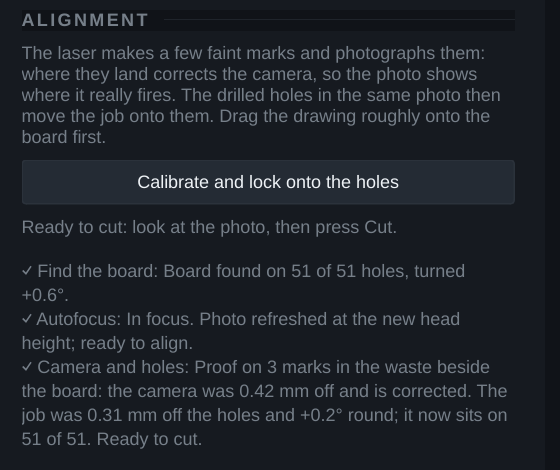 ALIGNMENT
The laser makes a few faint marks and photographs them:
where they land corrects the camera, so the photo shows
where it really fires. The drilled holes in the same photo then
move the job onto them. Drag the drawing roughly onto the
board first.
Calibrate and lock onto the holes
Ready to cut: look at the photo, then press Cut.
✓ Find the board: Board found on 51 of 51 holes, turned
+0.6°.
✓ Autofocus: In focus. Photo refreshed at the new head
height; ready to align.
✓ Camera and holes: Proof on 3 marks in the waste beside
the board: the camera was 0.42 mm off and is corrected. The
job was 0.31 mm off the holes and +0.2° round; it now sits on
51 of 51. Ready to cut.